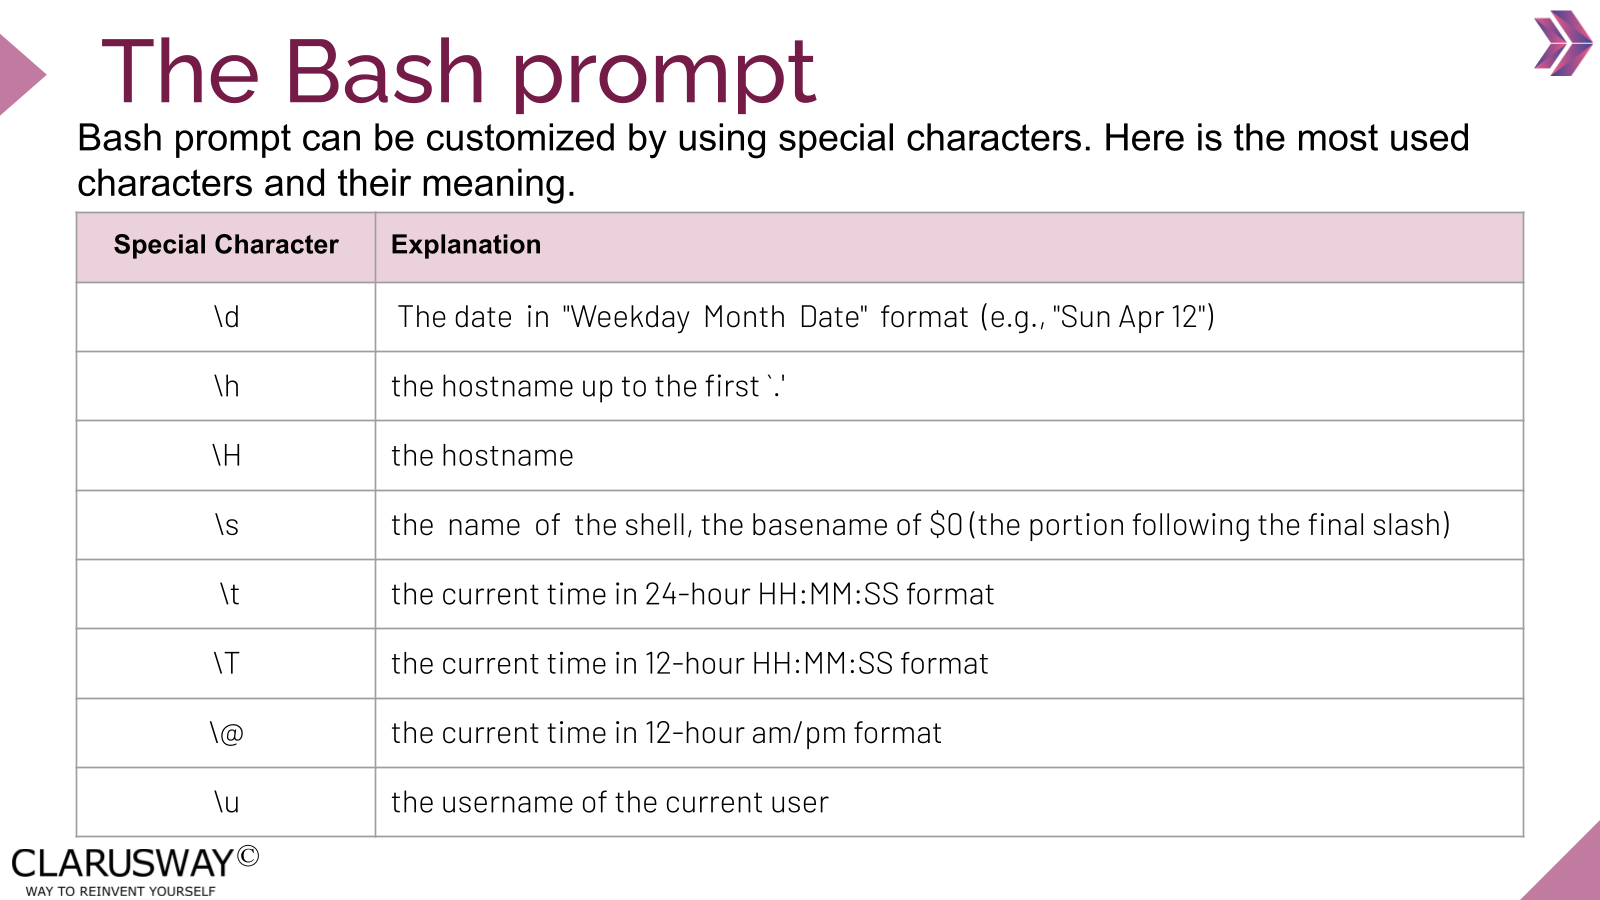 The Bash prompt
Bash prompt can be customized by using special characters. Here is the most used
characters and their meaning.
Special Character Explanation
\d The date in "Weekday Month Date" format (e.g., "Sun Apr 12")
\h the hostname up to the first `.'
\H the hostname
\s the name of the shell, the basename of $0 (the portion following the final slash)
\t the current time in 24-hour HH:MM:SS format
\T the current time in 12-hour HH:MM:SS format
\@ the current time in 12-hour am/pm format
\u the username of the current user
CLARUSWAY©
WAY TO REINVENT YOURSELF